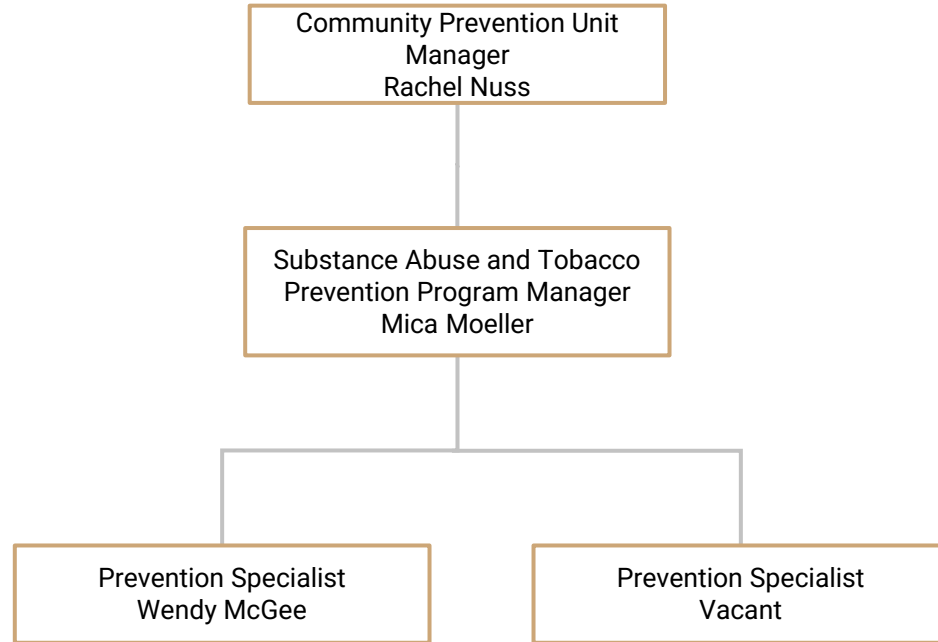 Community Prevention Unit
Manager
Rachel Nuss
Substance Abuse and Tobacco
Prevention Program Manager
Mica Moeller
Prevention Specialist
Wendy McGee
Prevention Specialist
Vacant